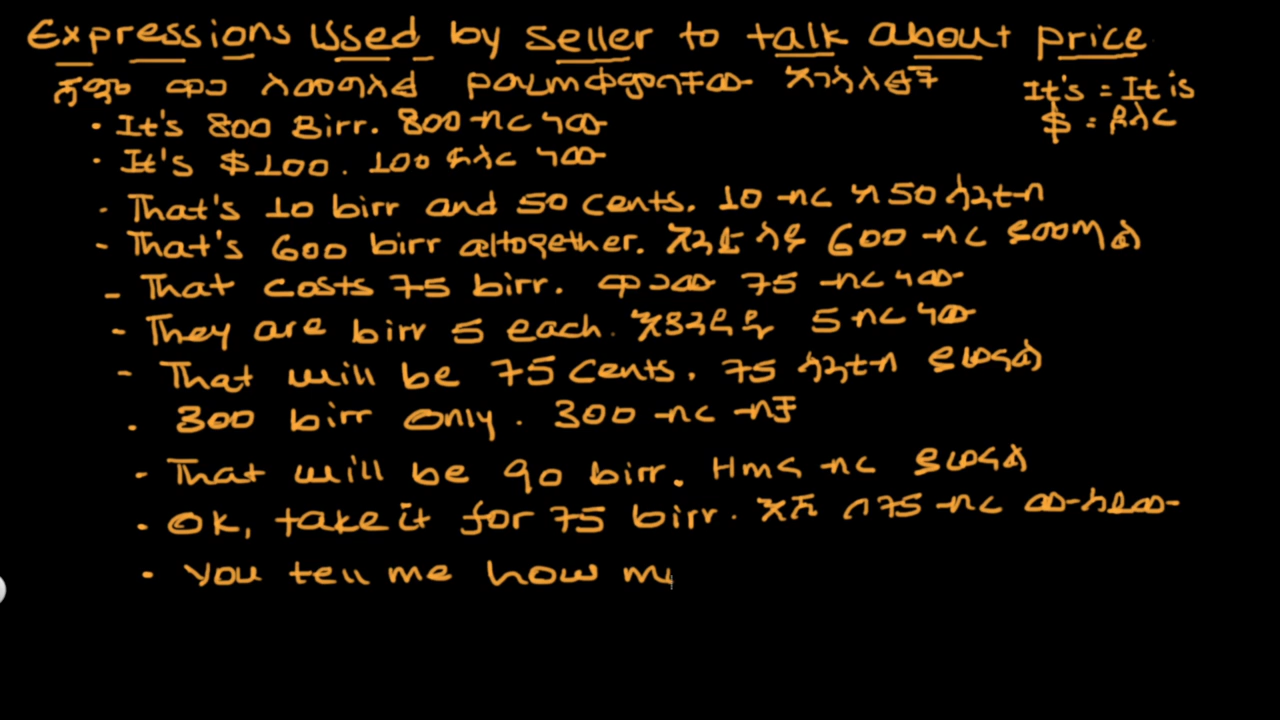 Expressions Used by seller to talk about price
ሻጭ ዋጋ ለመግለፅ የሚጠቀምባቸው አገላለፆች
It's = It is
$ = ዶላር
• It's 800 Birr. 800 ብር ነው
• It's $100. 100 ዶላር ነው
- That's 10 birr and 50 cents. 10 ብር ከ 50 ሳንቲም
- That's 600 birr altogether. 600 ብር ይመጣል
- That costs 75 birr. ዋጋው 75 ብር ነው
- They are birr 5 each. እያንዳንዱ 5 ብር ነው
- That will be 75 cents. 75 ሳንቲም ይሆናል
• 300 birr only. 300 ብር ብቻ
- That will be 90 birr. ዘጠና ብር ይሆናል
• OK, take it for 75 birr. እሺ በ75 ብር ውሰደው
• You tell me how m